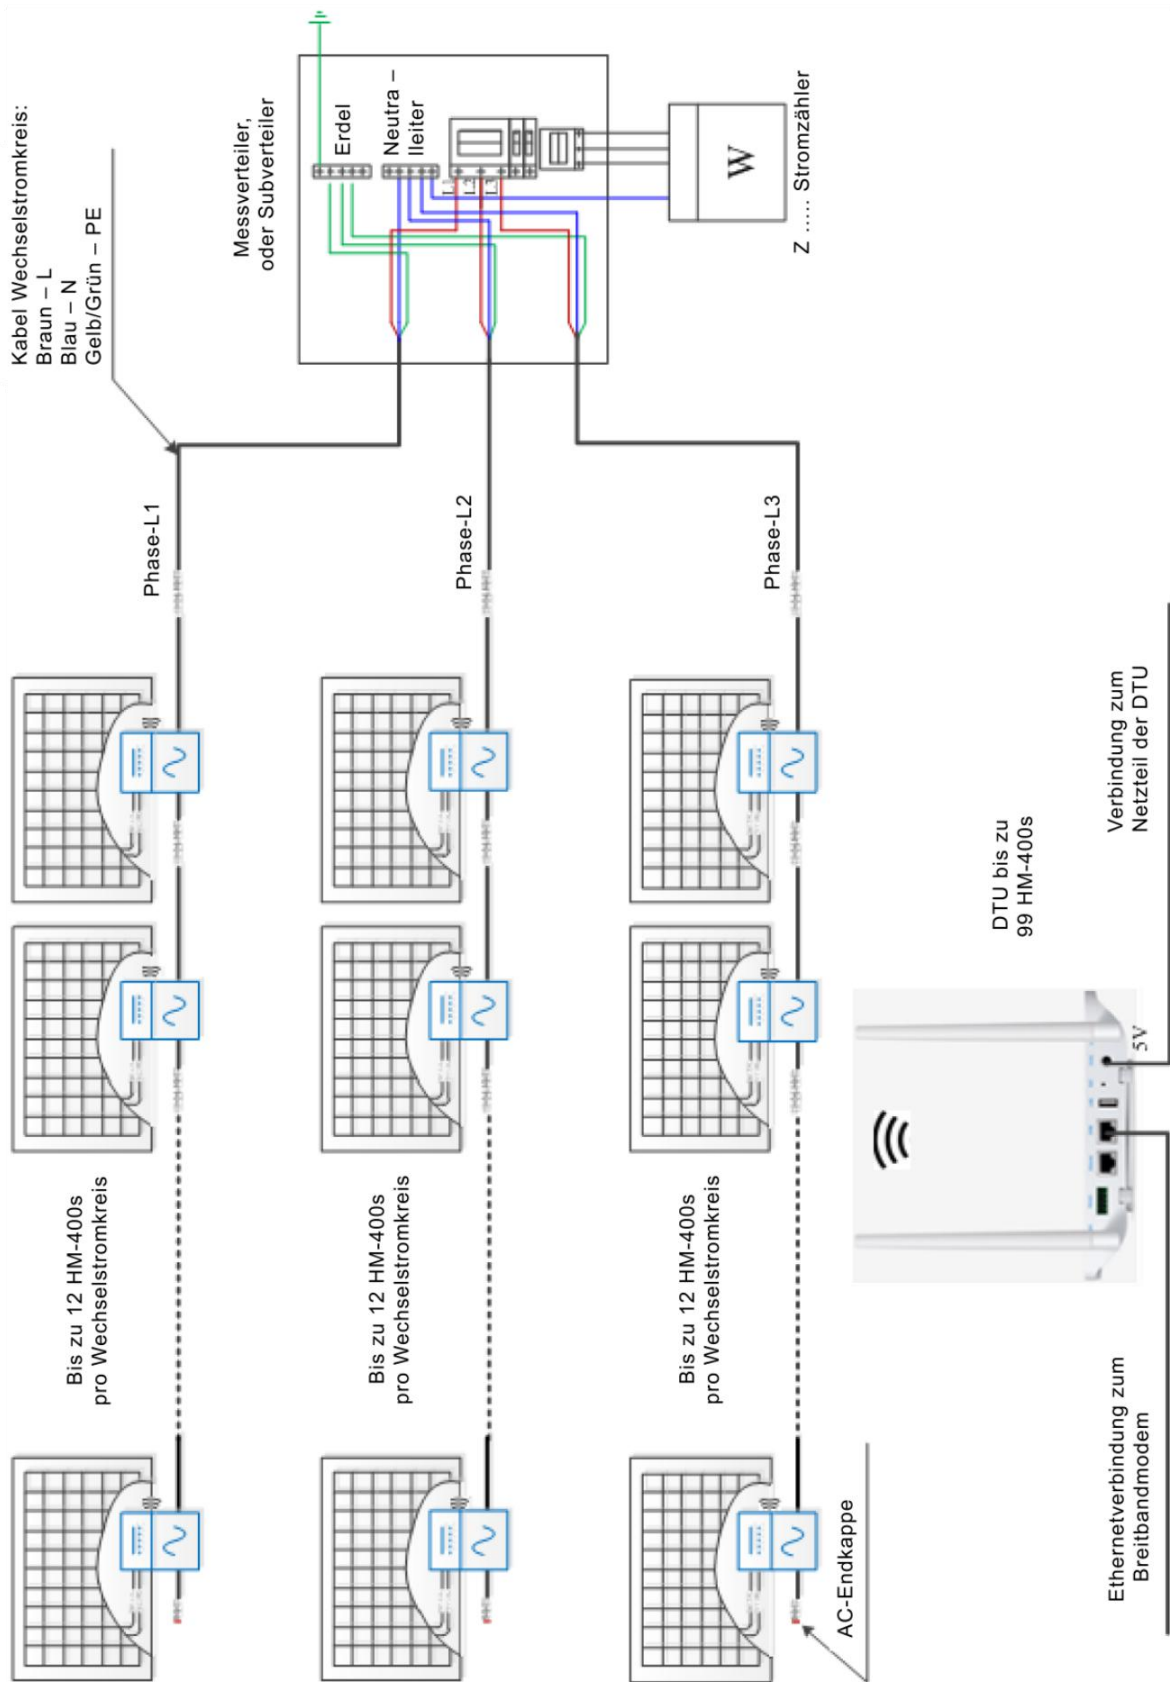 Kabel Wechselstromkreis:
Braun – L
Blau – N
Gelb/Grün – PE
Messverteiler,
oder Subverteiler
Erdel
Neutra –
lleiter
L1
L2
L3
W
Z ..... Stromzähler
Phase-L1
Phase-L2
Phase-L3
Bis zu 12 HM-400s
pro Wechselstromkreis
Bis zu 12 HM-400s
pro Wechselstromkreis
Bis zu 12 HM-400s
pro Wechselstromkreis
AC-Endkappe
DTU bis zu
99 HM-400s
5V
Verbindung zum
Netzteil der DTU
Ethernetverbindung zum
Breitbandmodem